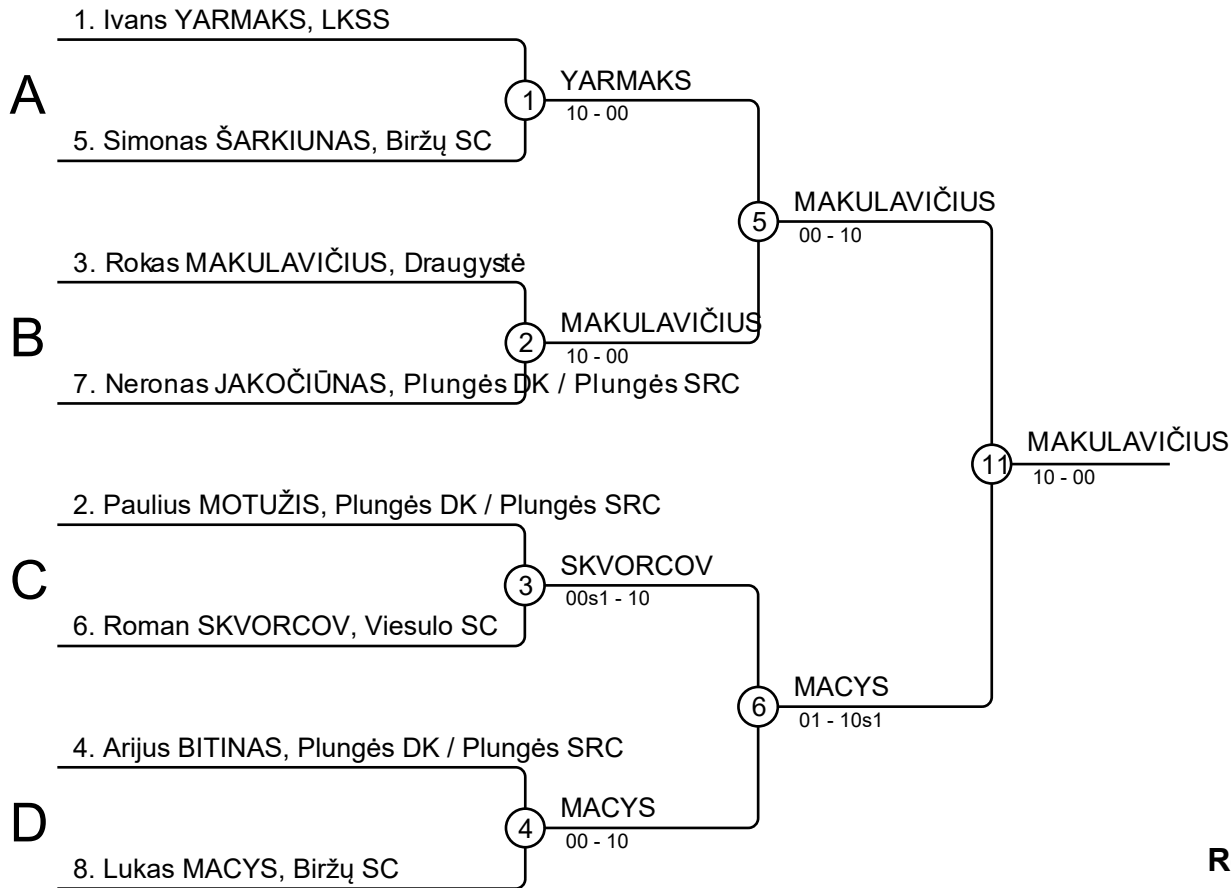 1. Ivans YARMAKS, LKSS
A
1
YARMAKS
10 - 00
5. Simonas ŠARKIUNAS, Biržų SC
5
MAKULAVIČIUS
00 - 10
3. Rokas MAKULAVIČIUS, Draugystė
B
2
MAKULAVIČIUS
10 - 00
7. Neronas JAKOČIŪNAS, Plungės DK / Plungės SRC
11
MAKULAVIČIUS
10 - 00
2. Paulius MOTUŽIS, Plungės DK / Plungės SRC
C
3
SKVORCOV
00s1 - 10
6. Roman SKVORCOV, Viesulo SC
6
MACYS
01 - 10s1
4. Arijus BITINAS, Plungės DK / Plungės SRC
D
4
MACYS
00 - 10
8. Lukas MACYS, Biržų SC
R